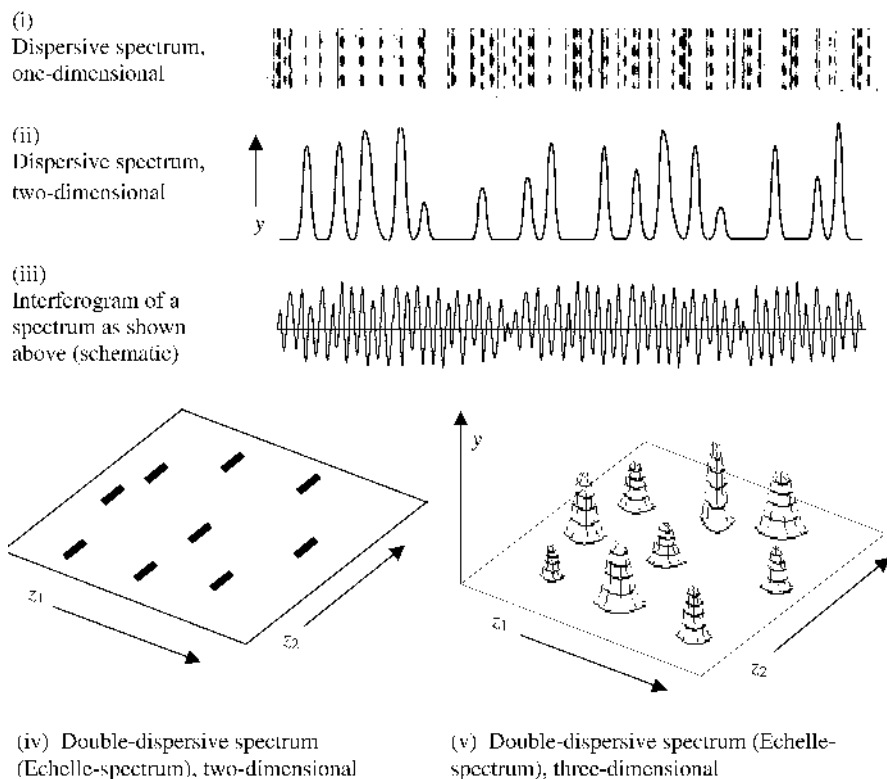 (i)
Dispersive spectrum,
one-dimensional
(ii)
Dispersive spectrum,
two-dimensional
y
(iii)
Interferogram of a
spectrum as shown
above (schematic)
y
z1
z2
z1
z2
(iv) Double-dispersive spectrum
(Echelle-spectrum), two-dimensional
(v) Double-dispersive spectrum (Echelle-
spectrum), three-dimensional